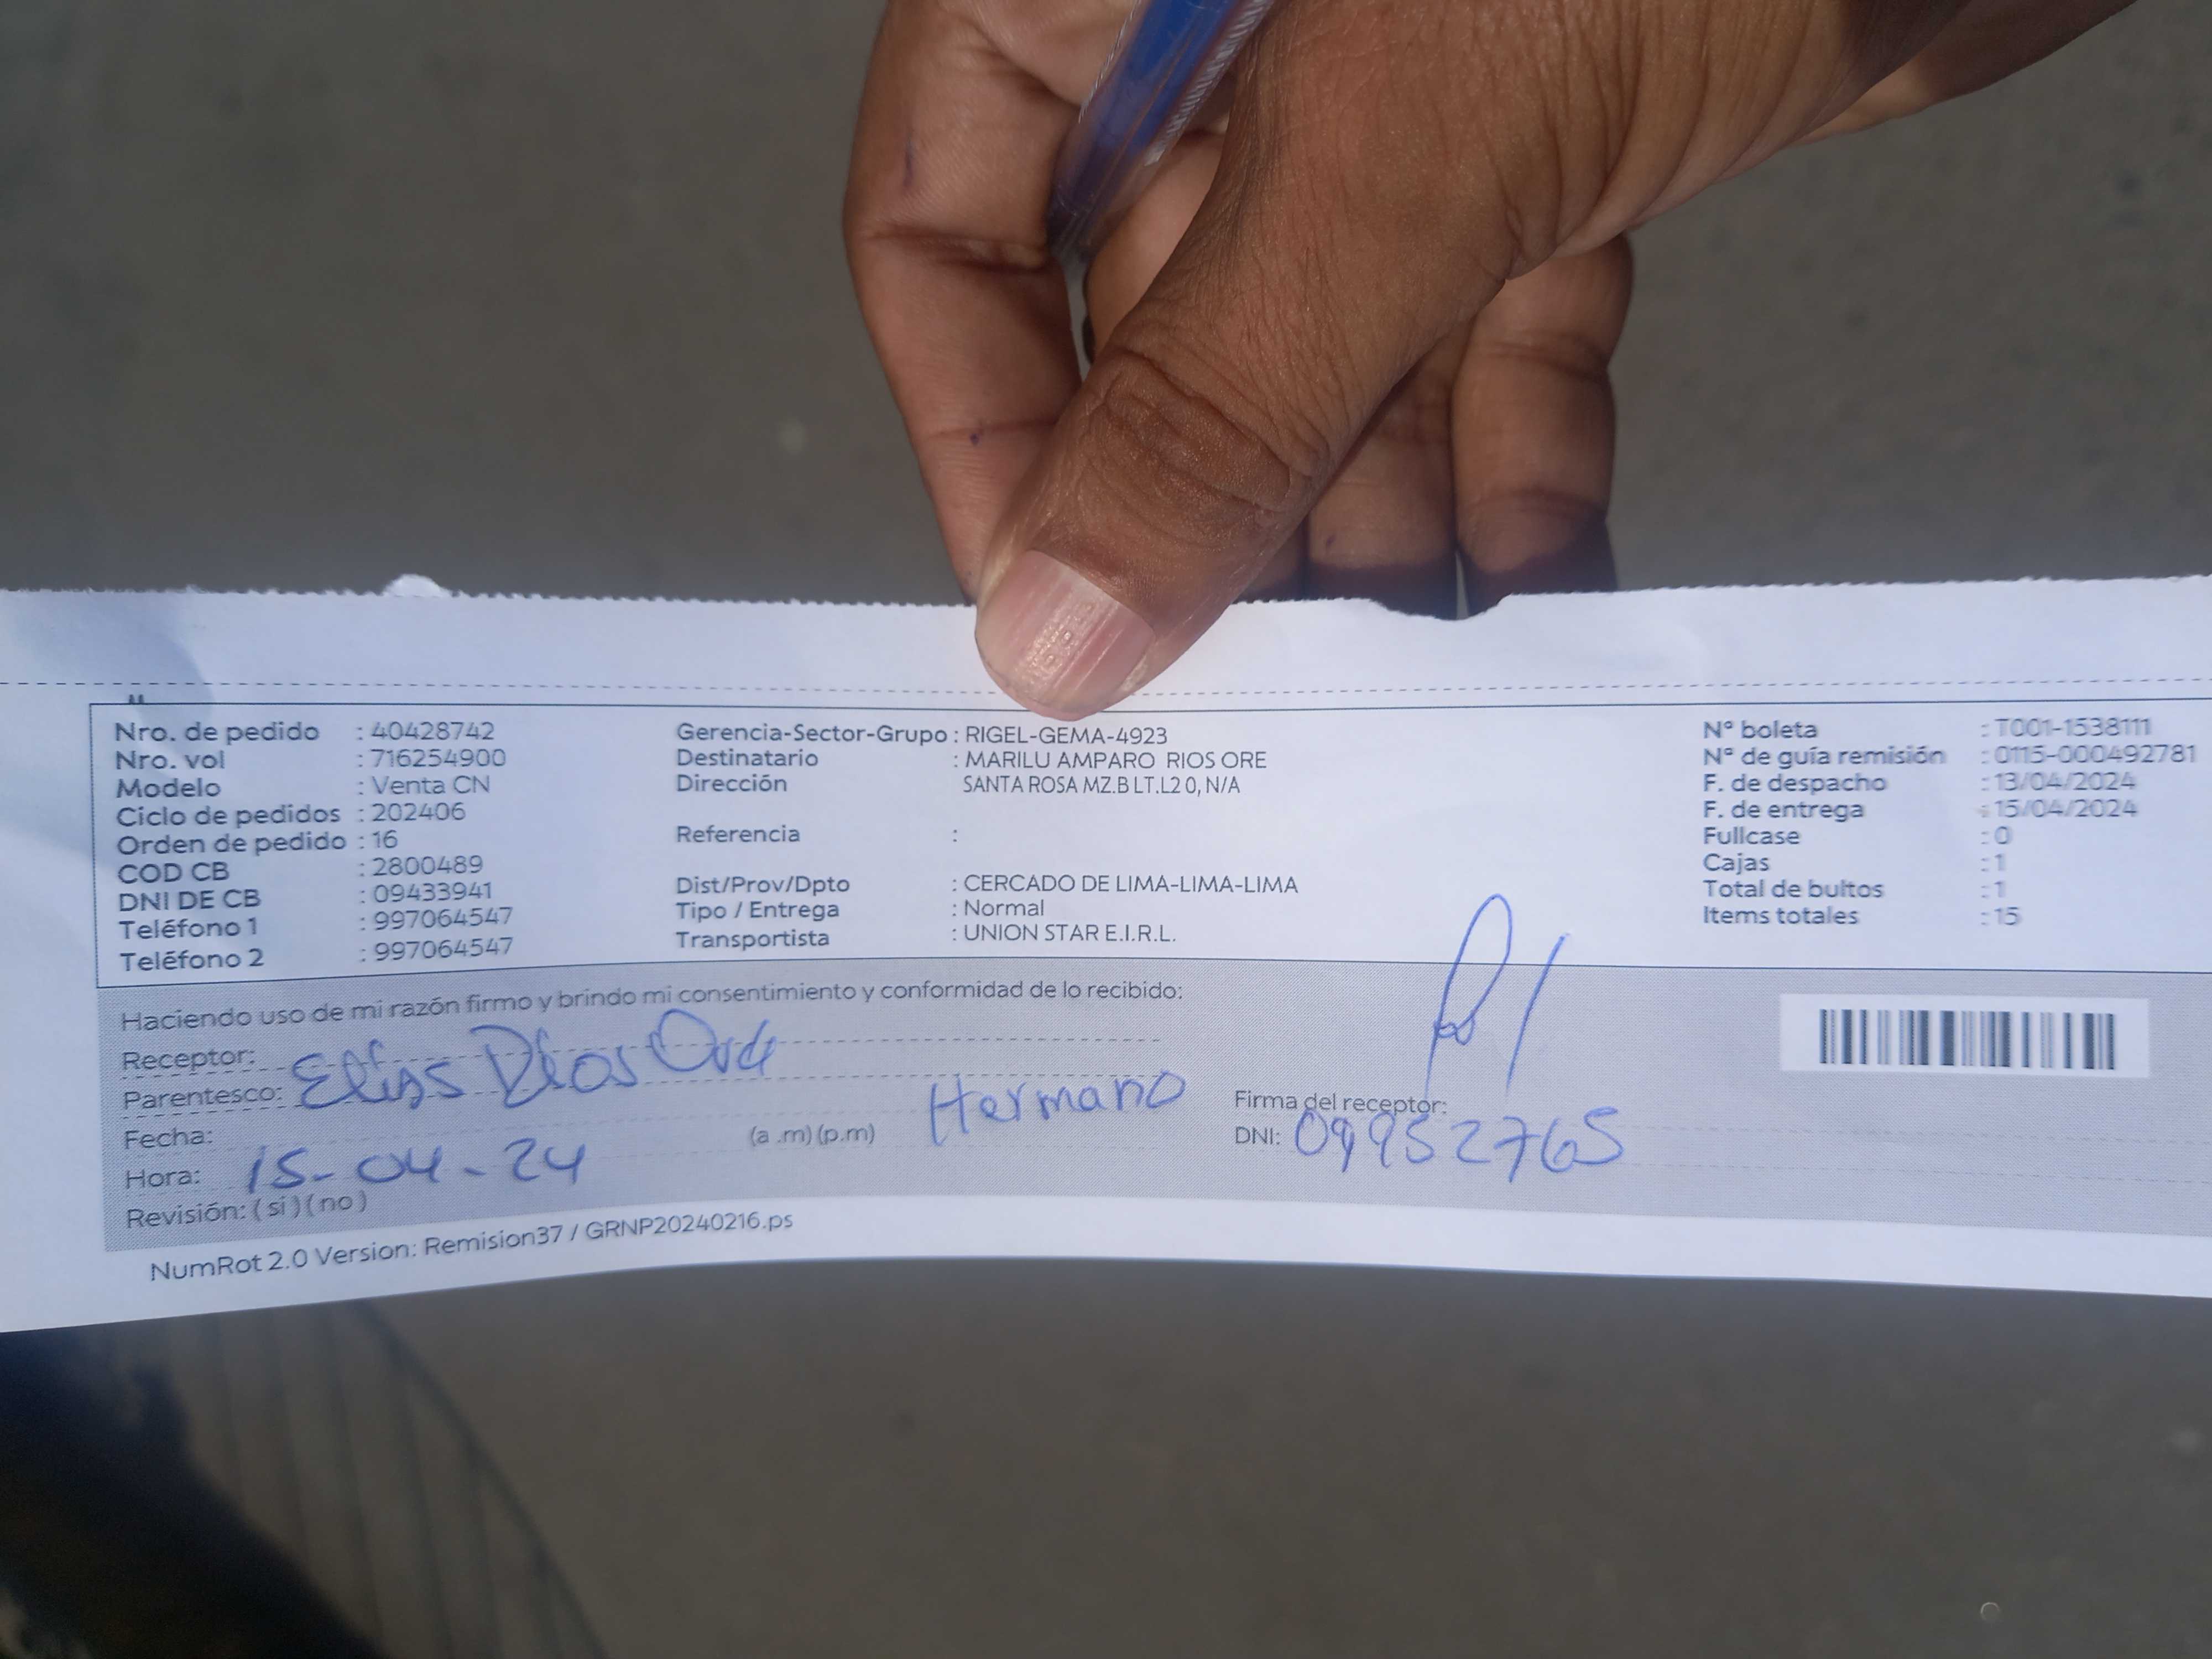 Nro. de pedido : 40428742
Nro. vol : 716254900
Modelo : Venta CN
Ciclo de pedidos : 202406
Orden de pedido : 16
COD CB : 2800489
DNI DE CB : 09433941
Teléfono 1 : 997064547
Teléfono 2 : 997064547
Gerencia-Sector-Grupo : RIGEL-GEMA-4923
Destinatario : MARILU AMPARO RIOS ORE
Dirección SANTA ROSA MZ.B LT.L2 0, N/A
Referencia :
Dist/Prov/Dpto : CERCADO DE LIMA-LIMA-LIMA
Tipo / Entrega : Normal
Transportista : UNION STAR E.I.R.L.
N° boleta : T001-1538111
N° de guía remisión : 0115-000492781
F. de despacho : 13/04/2024
F. de entrega : 15/04/2024
Fullcase : 0
Cajas : 1
Total de bultos : 1
Items totales : 15
Haciendo uso de mi razón firmo y brindo mi consentimiento y conformidad de lo recibido:
Receptor:
Parentesco: Elias Rios Ore
Fecha: (a .m) (p.m) Hermano
Hora: 15-04-24
Revisión: ( si ) ( no )
Firma del receptor:
DNI: 09952765
NumRot 2.0 Version: Remision37 / GRNP20240216.ps